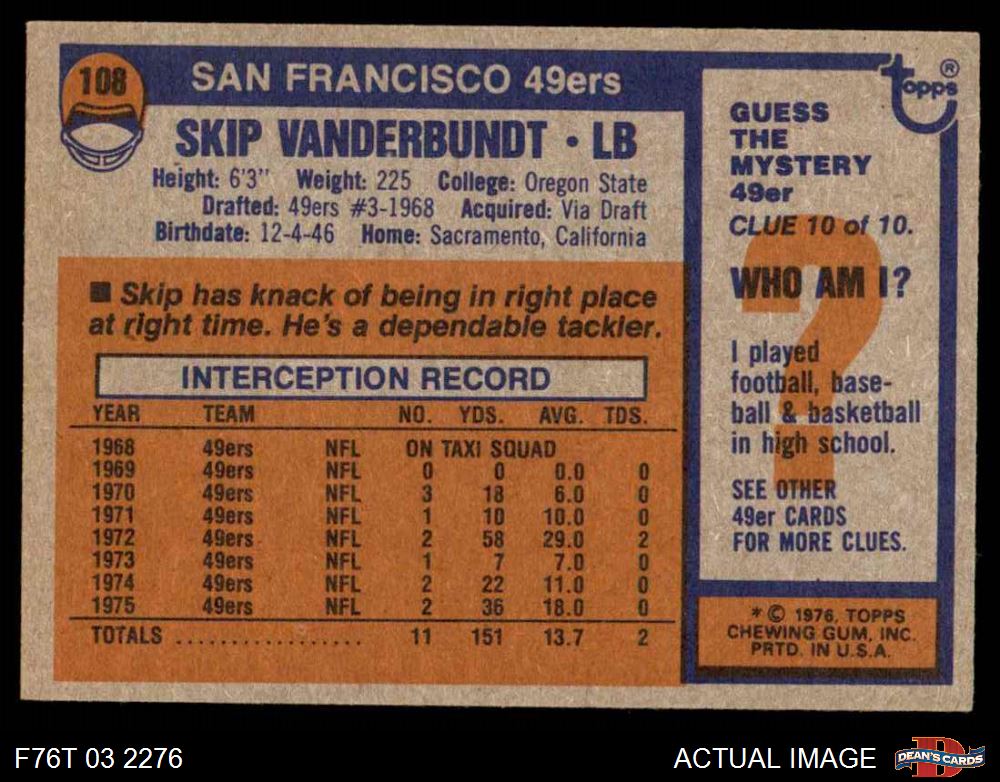 108
SAN FRANCISCO 49ers
SKIP VANDERBUNDT • LB
Height: 6'3" Weight: 225 College: Oregon State
Drafted: 49ers #3-1968 Acquired: Via Draft
Birthdate: 12-4-46 Home: Sacramento, California
■ Skip has knack of being in right place
at right time. He's a dependable tackler.
INTERCEPTION RECORD
YEAR TEAM NO. YDS. AVG. TDS.
1968 49ers NFL ON TAXI SQUAD
1969 49ers NFL 0 0 0.0 0
1970 49ers NFL 3 18 6.0 0
1971 49ers NFL 1 10 10.0 0
1972 49ers NFL 2 58 29.0 2
1973 49ers NFL 1 7 7.0 0
1974 49ers NFL 2 22 11.0 0
1975 49ers NFL 2 36 18.0 0
TOTALS .................. 11 151 13.7 2
topps ®
GUESS
THE
MYSTERY
49er
CLUE 10 of 10.
?
WHO AM I?
I played
football, base-
ball & basketball
in high school.
SEE OTHER
49er CARDS
FOR MORE CLUES.
* © 1976, TOPPS
CHEWING GUM, INC.
PRTD. IN U.S.A.
F76T 03 2276
ACTUAL IMAGE
D
DEAN'S CARDS